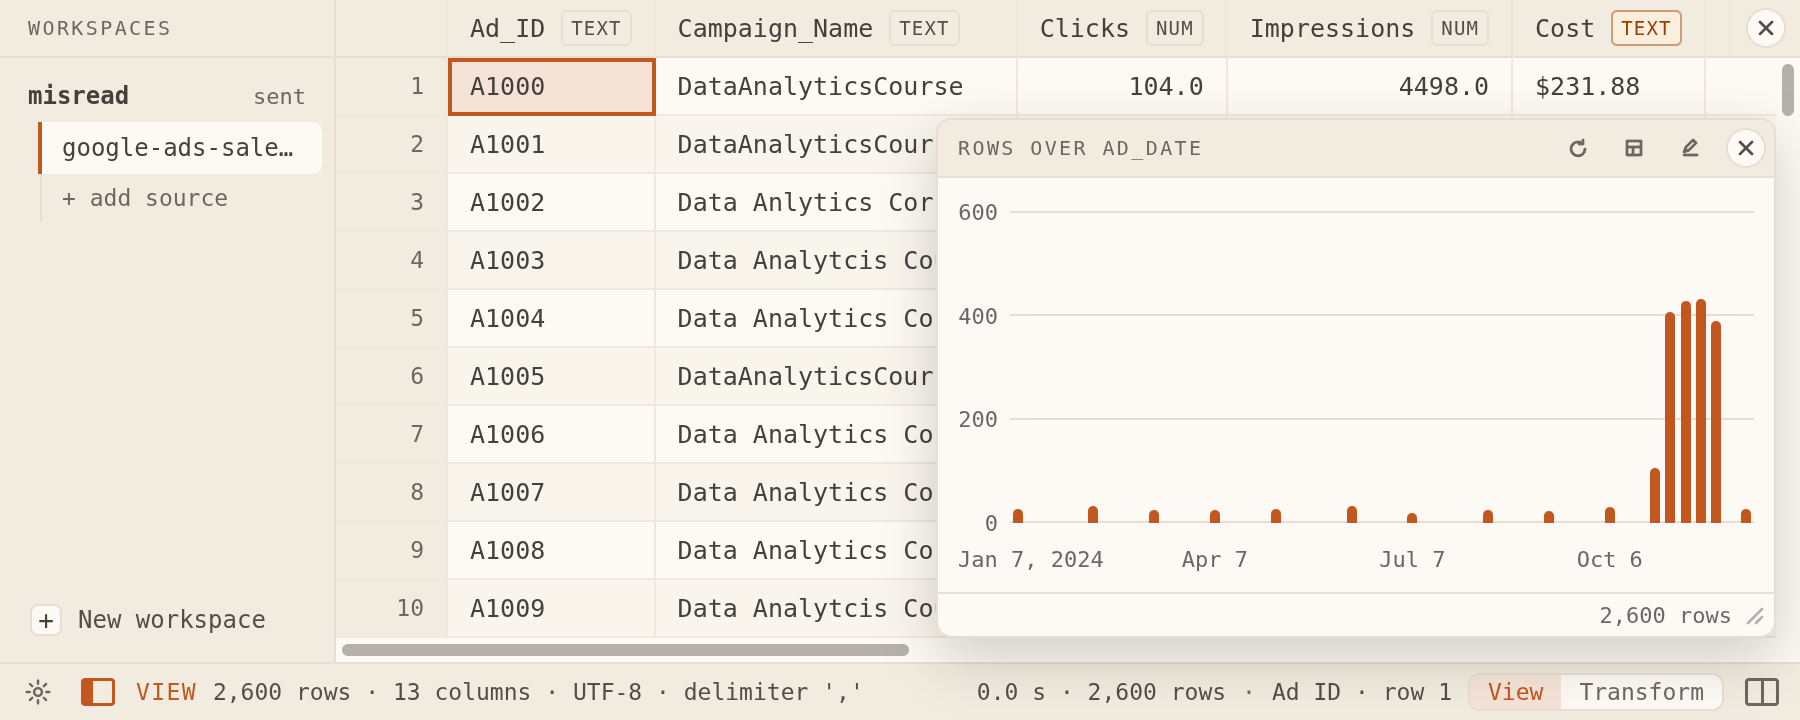 WORKSPACES
misread sent
google-ads-sale…
+ add source
+ New workspace
Ad_ID TEXT Campaign_Name TEXT Clicks NUM Impressions NUM Cost TEXT
1 A1000 DataAnalyticsCourse 104.0 4498.0 $231.88
2 A1001 DataAnalyticsCour
3 A1002 Data Anlytics Cor
4 A1003 Data Analytcis Co
5 A1004 Data Analytics Co
6 A1005 DataAnalyticsCour
7 A1006 Data Analytics Co
8 A1007 Data Analytics Co
9 A1008 Data Analytics Co
10 A1009 Data Analytcis Co
ROWS OVER AD_DATE
600
400
200
0
Jan 7, 2024 Apr 7 Jul 7 Oct 6
2,600 rows
VIEW 2,600 rows · 13 columns · UTF-8 · delimiter ',' 0.0 s · 2,600 rows · Ad ID · row 1 View Transform